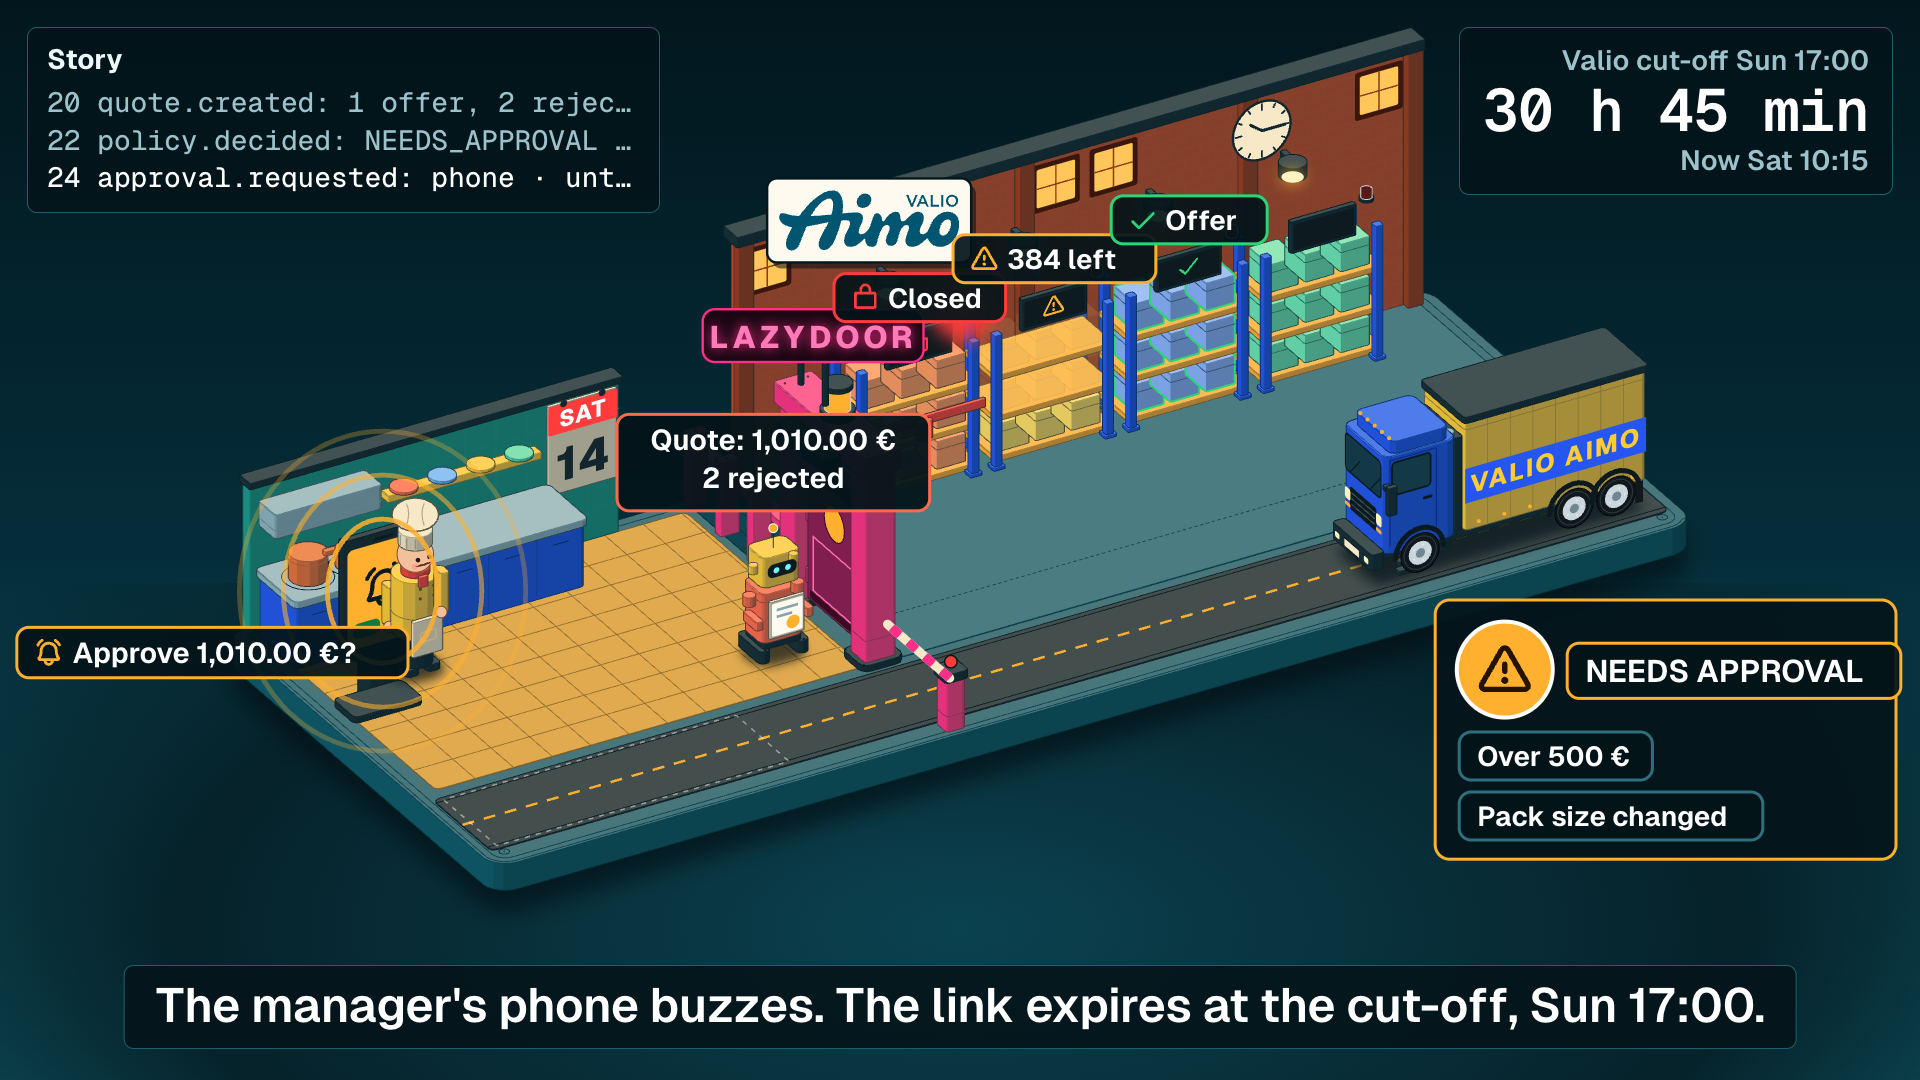 Story
20 quote.created: 1 offer, 2 rejec…
22 policy.decided: NEEDS_APPROVAL …
24 approval.requested: phone · unt…
Valio cut-off Sun 17:00
30 h 45 min
Now Sat 10:15
VALIO
Aimo
Offer
384 left
Closed
LAZYDOOR
SAT
14
Quote: 1,010.00 €
2 rejected
VALIO AIMO
Approve 1,010.00 €?
NEEDS APPROVAL
Over 500 €
Pack size changed
The manager's phone buzzes. The link expires at the cut-off, Sun 17:00.